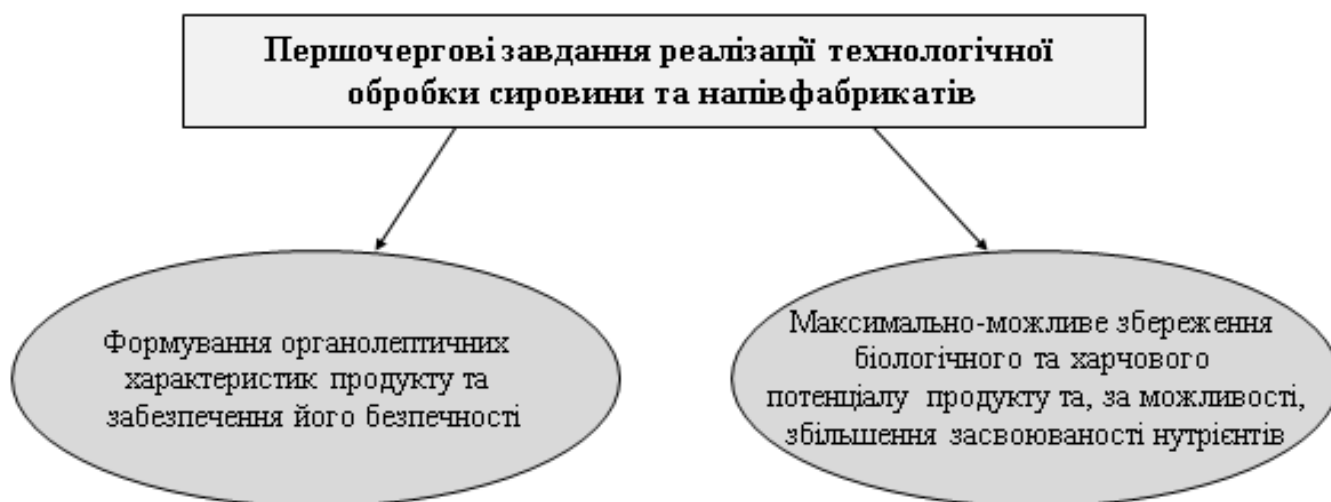 Першочергові завдання реалізації технологічної
обробки сировини та напівфабрикатів
Формування органолептичних
характеристик продукту та
забезпечення його безпечності
Максимально-можливе збереження
біологічного та харчового
потенціалу продукту та, за можливості,
збільшення засвоюваності нутрієнтів